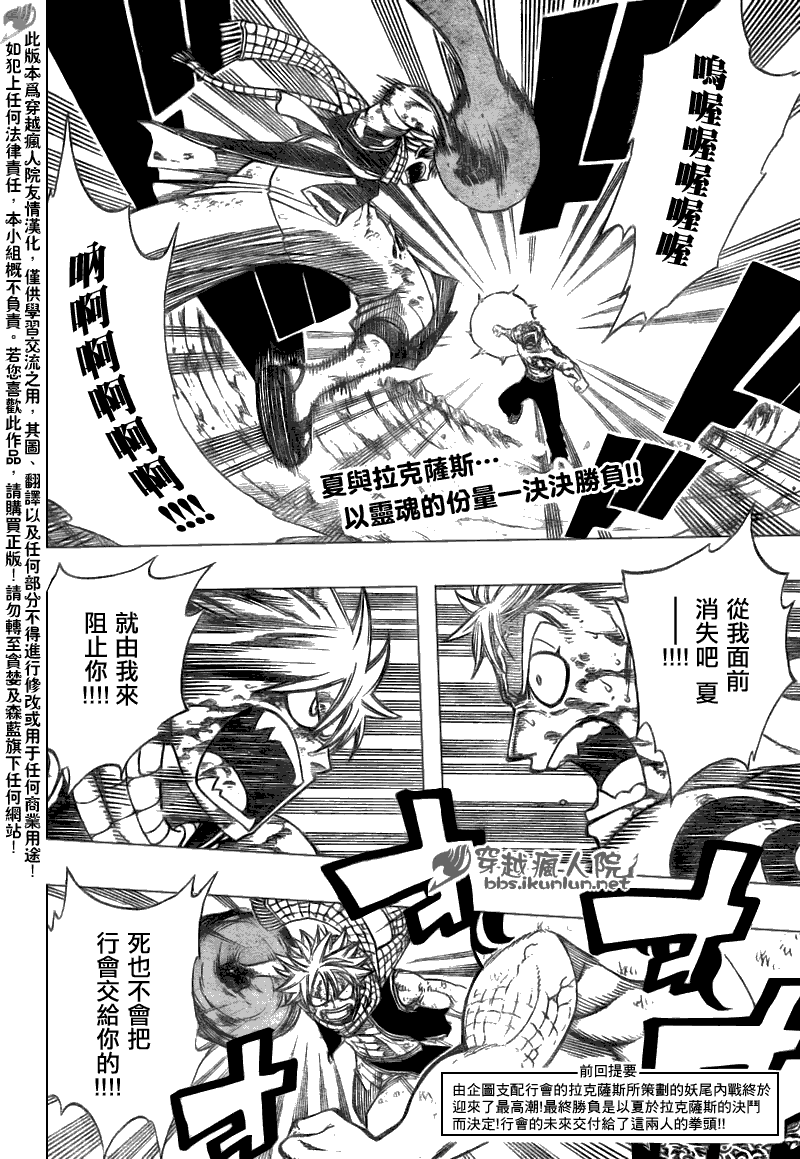 嗚喔喔喔喔喔
吶啊啊啊啊啊!!!!
夏與拉克薩斯…
以靈魂的份量一決決勝負!!
從我面前
消失吧 夏
──!!!!
就由我來
阻止你!!!!
オオオ
穿越瘋人院
bbs.ikunlun.net
死也不會把
行會交給你的!!!!
前回提要
由企圖支配行會的拉克薩斯所策劃的妖尾內戰終於
迎來了最高潮!最終勝負是以夏於拉克薩斯的決鬥
而決定!行會的未來交付給了這兩人的拳頭!!
此版本爲穿越瘋人院友情漢化，僅供學習交流之用，其圖、翻譯以及任何部分不得進行修改或用于任何商業用途！
如犯上任何法律責任，本小組概不負責。若您喜歡此作品，請購買正版！請勿轉至貪婪及森藍旗下任何網站！